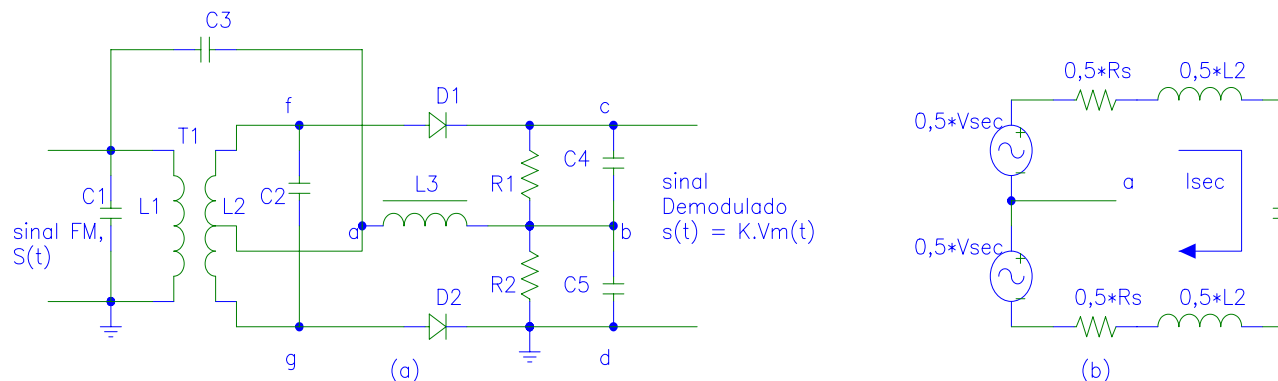 C3
f
D1
c
T1
C1
L1
L2
C2
L3
R1
C4
sinal FM,
S(t)
a
b
sinal
Demodulado
s(t) = K.Vm(t)
R2
C5
D2
g
d
(a)
0,5*Rs
0,5*L2
0,5*Vsec
+
-
a
Isec
0,5*Vsec
+
-
0,5*Rs
0,5*L2
(b)